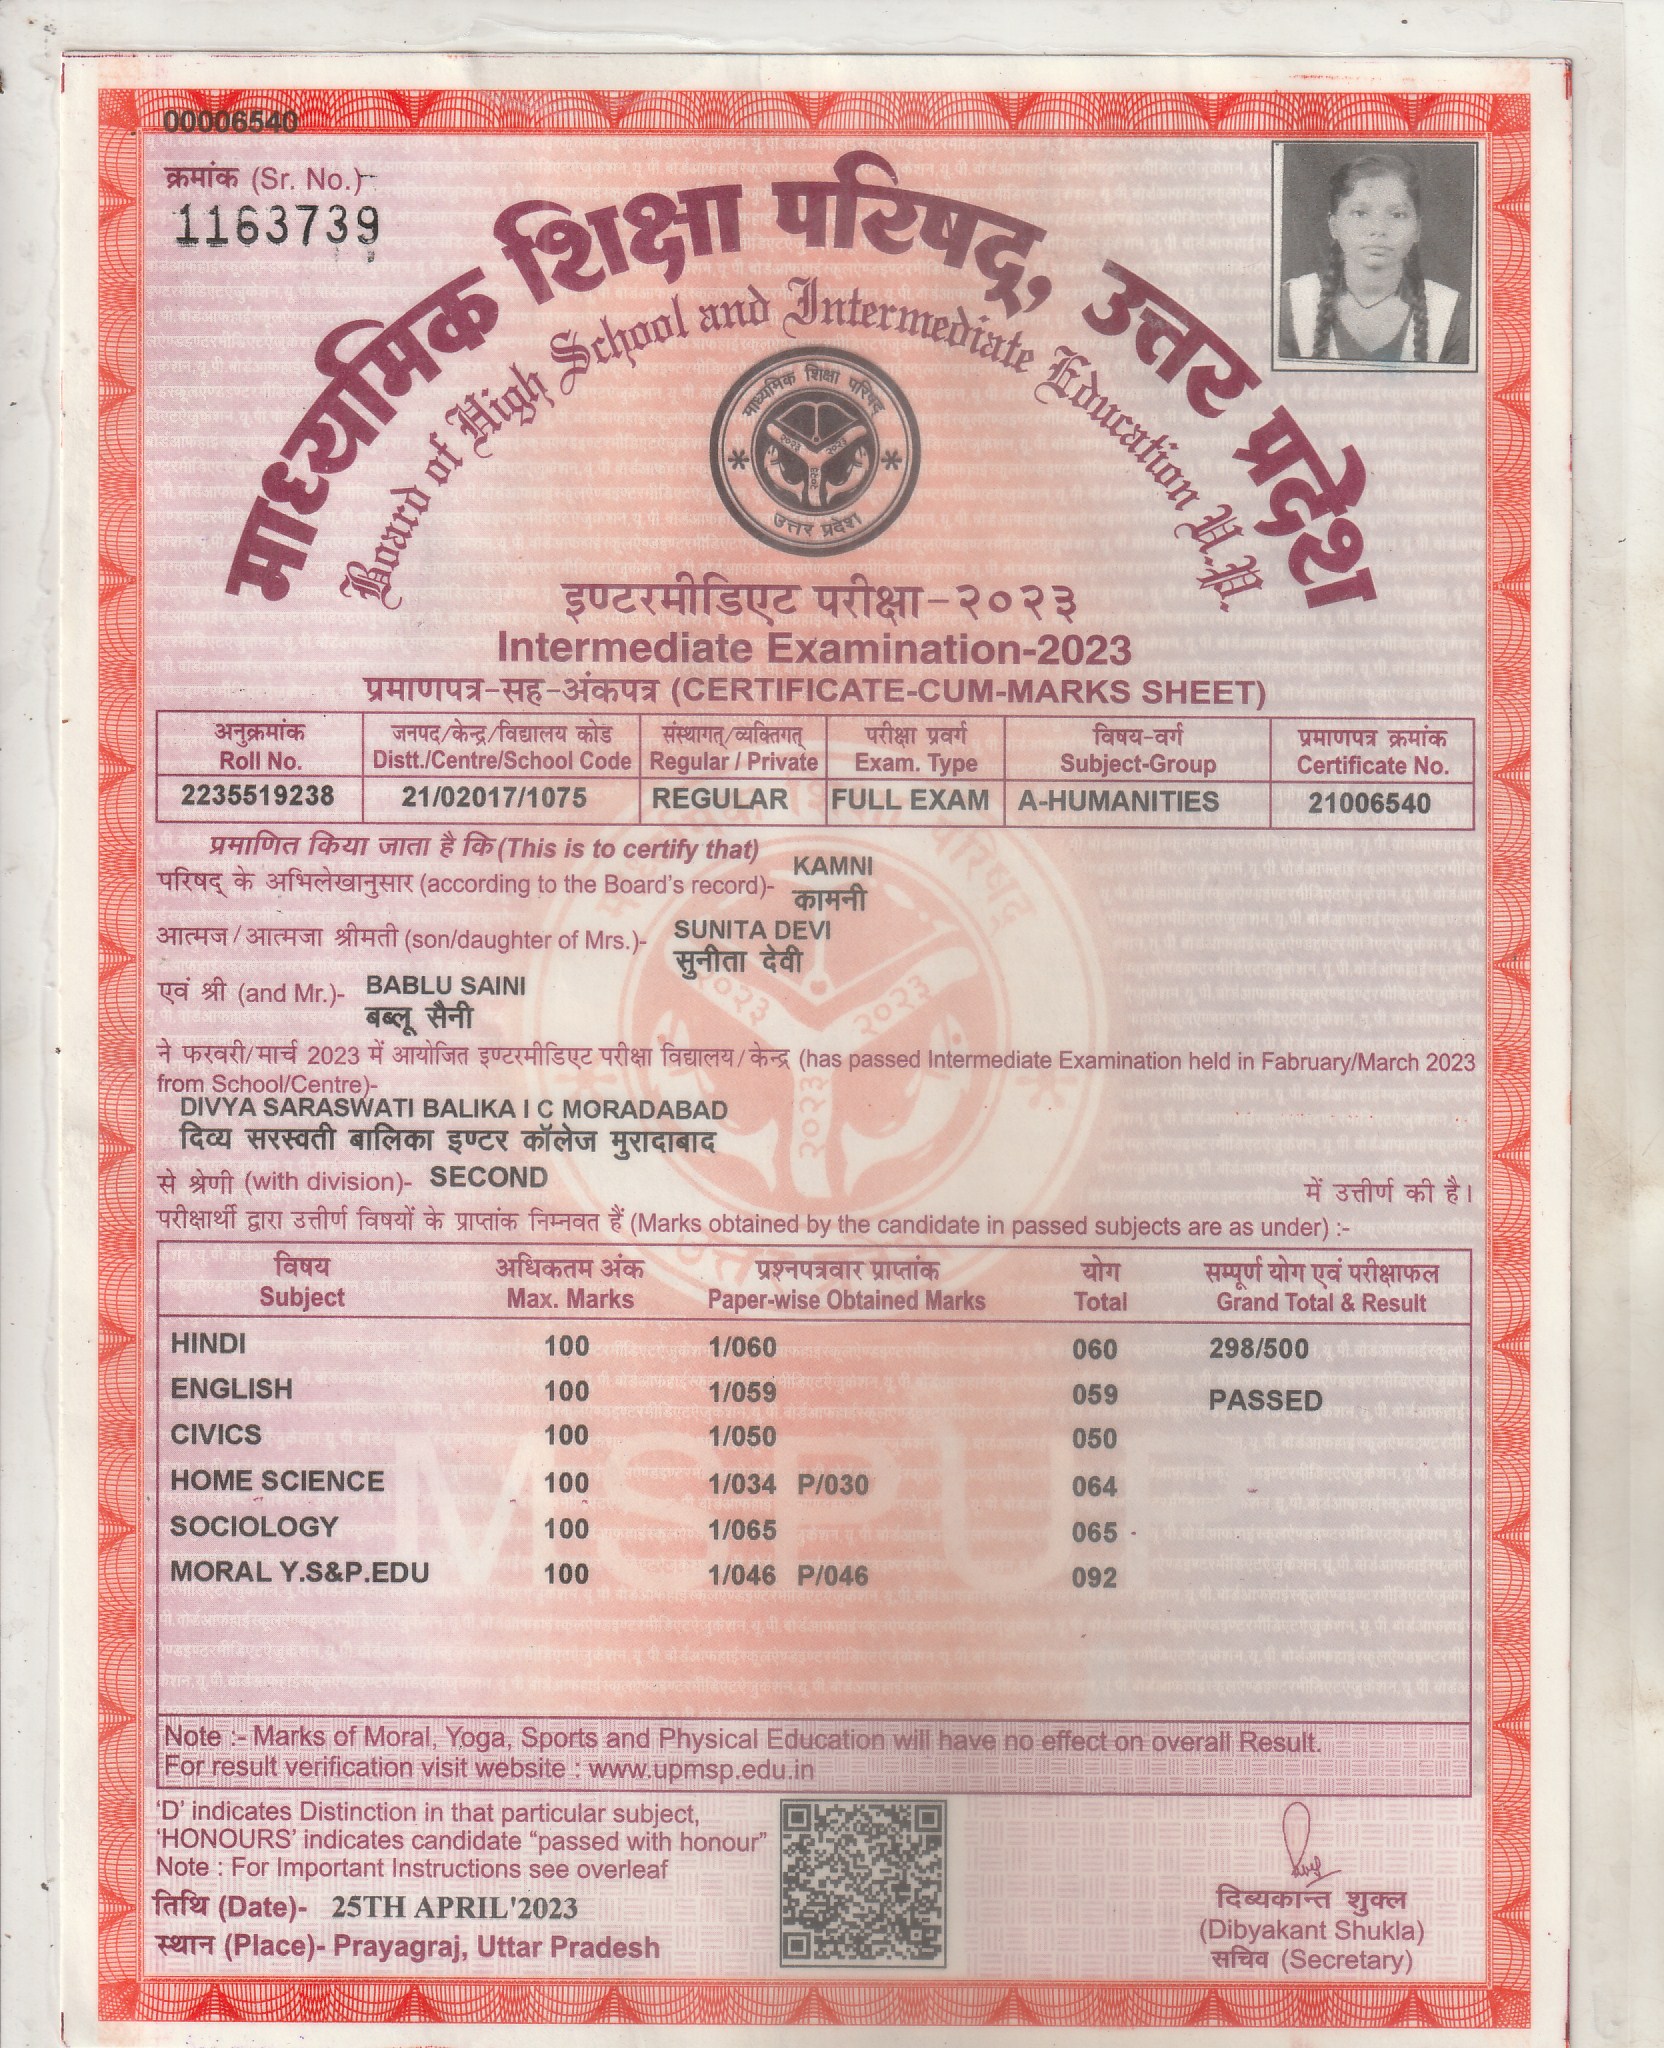 00006540
क्रमांक (Sr. No.)
1163739
माध्यमिक शिक्षा परिषद्, उत्तर प्रदेश
Board of High School and Intermediate Education U.P.
माध्यमिक शिक्षा परिषद
२०२३ २०२३
२०२३
उत्तर प्रदेश
इण्टरमीडिएट परीक्षा-२०२३
Intermediate Examination-2023
प्रमाणपत्र-सह-अंकपत्र (CERTIFICATE-CUM-MARKS SHEET)
अनुक्रमांक जनपद/केन्द्र/विद्यालय कोड संस्थागत्/व्यक्तिगत् परीक्षा प्रवर्ग विषय-वर्ग प्रमाणपत्र क्रमांक
Roll No. Distt./Centre/School Code Regular / Private Exam. Type Subject-Group Certificate No.
2235519238 21/02017/1075 REGULAR FULL EXAM A-HUMANITIES 21006540
प्रमाणित किया जाता है कि (This is to certify that)
KAMNI
परिषद् के अभिलेखानुसार (according to the Board's record)-
कामनी
SUNITA DEVI
आत्मज/आत्मजा श्रीमती (son/daughter of Mrs.)-
सुनीता देवी
BABLU SAINI
एवं श्री (and Mr.)-
बब्लू सैनी
ने फरवरी/मार्च 2023 में आयोजित इण्टरमीडिएट परीक्षा विद्यालय/केन्द्र (has passed Intermediate Examination held in Fabruary/March 2023
from School/Centre)-
DIVYA SARASWATI BALIKA I C MORADABAD
दिव्य सरस्वती बालिका इण्टर कॉलेज मुरादाबाद
से श्रेणी (with division)- SECOND में उत्तीर्ण की है।
परीक्षार्थी द्वारा उत्तीर्ण विषयों के प्राप्तांक निम्नवत हैं (Marks obtained by the candidate in passed subjects are as under) :-
विषय अधिकतम अंक प्रश्नपत्रवार प्राप्तांक योग सम्पूर्ण योग एवं परीक्षाफल
Subject Max. Marks Paper-wise Obtained Marks Total Grand Total & Result
HINDI 100 1/060 060 298/500
ENGLISH 100 1/059 059 PASSED
CIVICS 100 1/050 050
HOME SCIENCE 100 1/034 P/030 064
SOCIOLOGY 100 1/065 065
MORAL Y.S&P.EDU 100 1/046 P/046 092
Note :- Marks of Moral, Yoga, Sports and Physical Education will have no effect on overall Result.
For result verification visit website : www.upmsp.edu.in
'D' indicates Distinction in that particular subject,
'HONOURS' indicates candidate "passed with honour"
Note : For Important Instructions see overleaf
तिथि (Date)- 25TH APRIL'2023
स्थान (Place)- Prayagraj, Uttar Pradesh
दिब्यकान्त शुक्ल
(Dibyakant Shukla)
सचिव (Secretary)